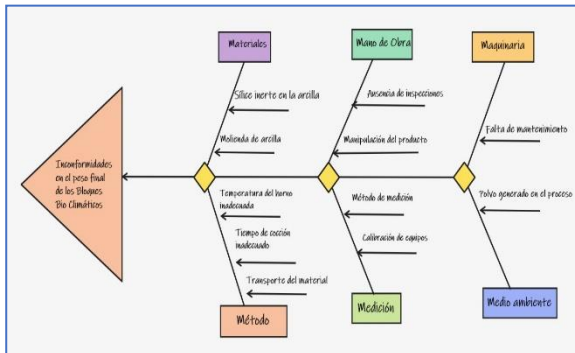 Materiales
Mano de Obra
Maquinaria
Sílice inerte en la arcilla
Ausencia de inspecciones
Molienda de arcilla
Manipulación del producto
Falta de mantenimiento
Inconformidades
en el peso final
de los Bloques
Bio Climáticos
Temperatura del horno
inadecuada
Método de medición
Polvo generado en el proceso
Tiempo de cocción
inadecuado
Calibración de equipos
Transporte del material
Método
Medición
Medio ambiente